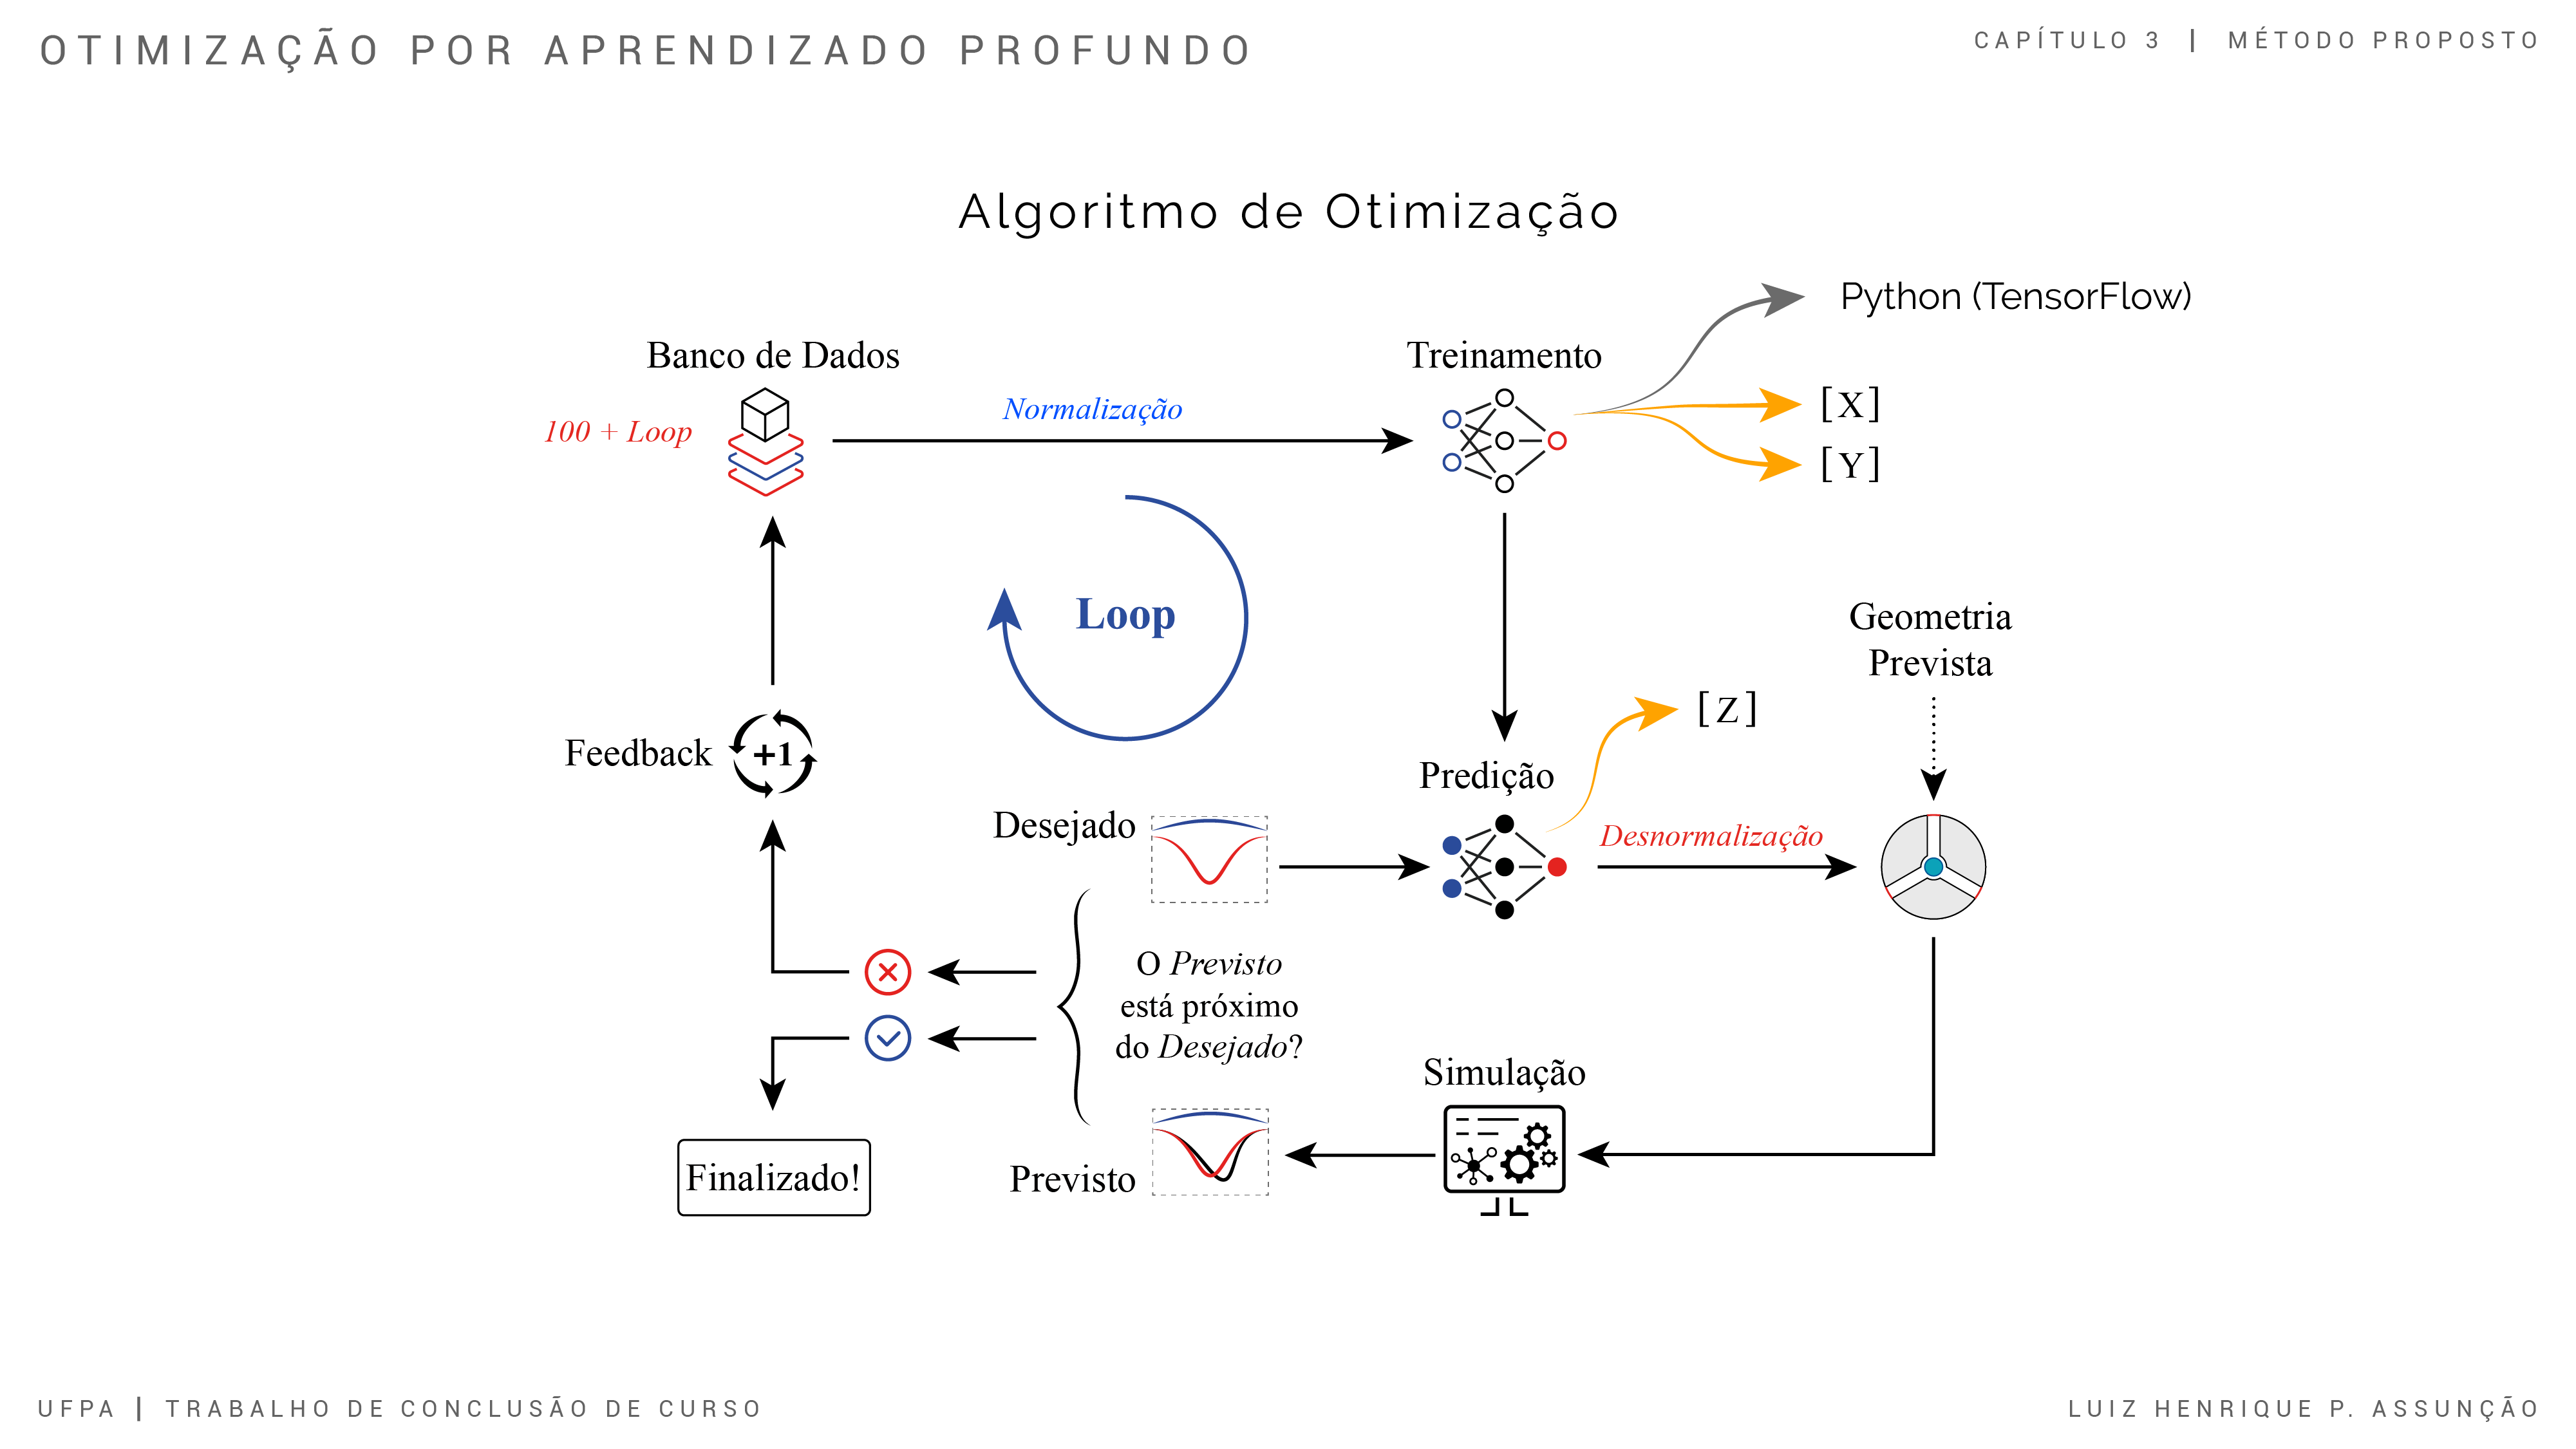 OTIMIZAÇÃO POR APRENDIZADO PROFUNDO
CAPÍTULO 3 | MÉTODO PROPOSTO
Algoritmo de Otimização
Python (TensorFlow)
Banco de Dados
Treinamento
100 + Loop
Normalização
[X]
[Y]
Loop
Geometria
Prevista
[Z]
Feedback
+1
Predição
Desejado
Desnormalização
O Previsto
está próximo
do Desejado?
Simulação
Finalizado!
Previsto
UFPA | TRABALHO DE CONCLUSÃO DE CURSO
LUIZ HENRIQUE P. ASSUNÇÃO